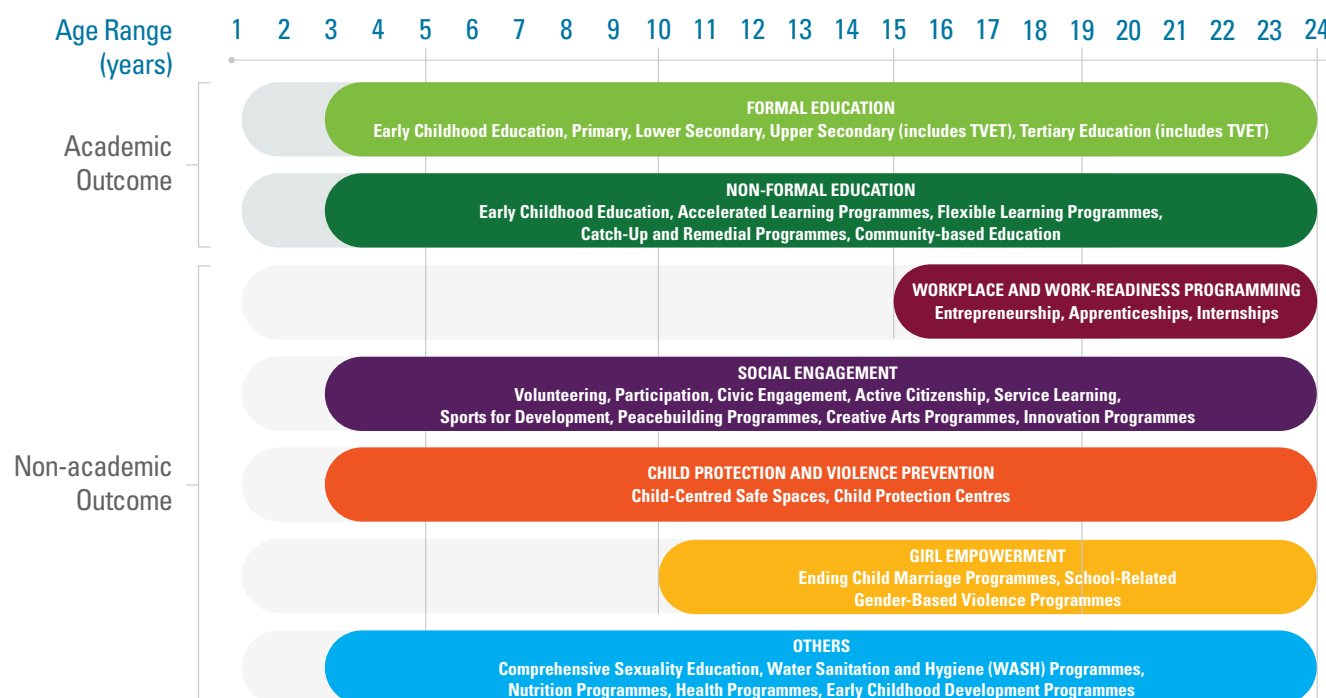 Age Range
(years)
1 2 3 4 5 6 7 8 9 10 11 12 13 14 15 16 17 18 19 20 21 22 23 24
Academic
Outcome
FORMAL EDUCATION
Early Childhood Education, Primary, Lower Secondary, Upper Secondary (includes TVET), Tertiary Education (includes TVET)
NON-FORMAL EDUCATION
Early Childhood Education, Accelerated Learning Programmes, Flexible Learning Programmes,
Catch-Up and Remedial Programmes, Community-based Education
Non-academic
Outcome
WORKPLACE AND WORK-READINESS PROGRAMMING
Entrepreneurship, Apprenticeships, Internships
SOCIAL ENGAGEMENT
Volunteering, Participation, Civic Engagement, Active Citizenship, Service Learning,
Sports for Development, Peacebuilding Programmes, Creative Arts Programmes, Innovation Programmes
CHILD PROTECTION AND VIOLENCE PREVENTION
Child-Centred Safe Spaces, Child Protection Centres
GIRL EMPOWERMENT
Ending Child Marriage Programmes, School-Related
Gender-Based Violence Programmes
OTHERS
Comprehensive Sexuality Education, Water Sanitation and Hygiene (WASH) Programmes,
Nutrition Programmes, Health Programmes, Early Childhood Development Programmes